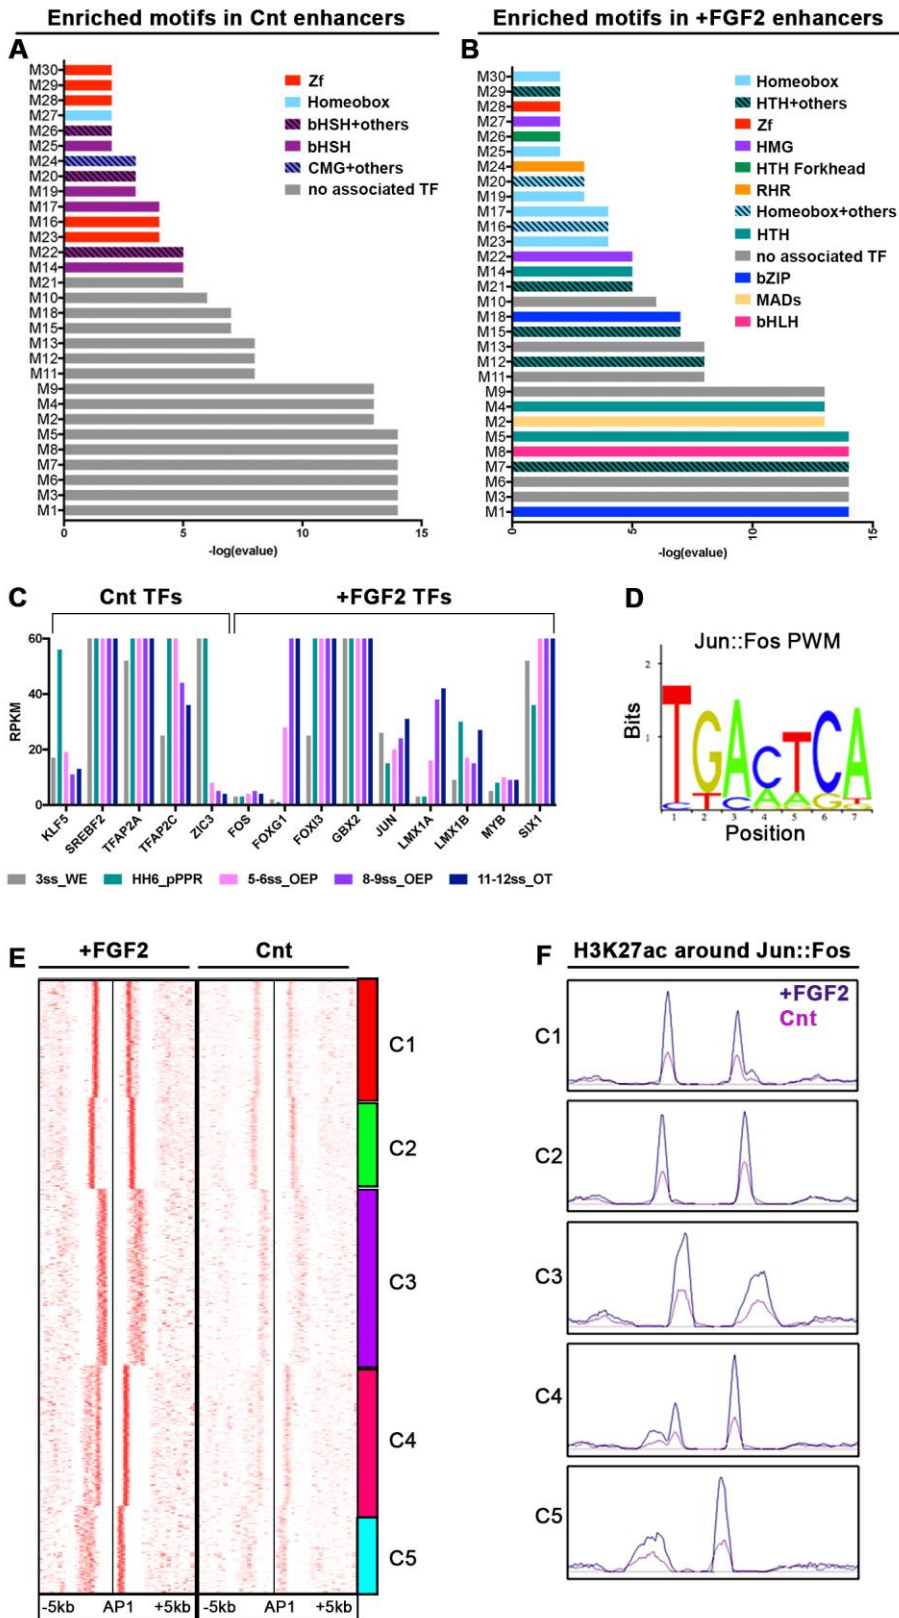 Enriched motifs in Cnt enhancers
A
M30
M29
M28
M27
M26
M25
M24
M20
M19
M17
M16
M23
M22
M14
M21
M10
M18
M15
M13
M12
M11
M9
M4
M2
M5
M8
M7
M6
M3
M1
0 5 10 15
-log(evalue)
Zf
Homeobox
bHSH+others
bHSH
CMG+others
no associated TF
Enriched motifs in +FGF2 enhancers
B
M30
M29
M28
M27
M26
M25
M24
M20
M19
M17
M16
M23
M22
M14
M21
M10
M18
M15
M13
M12
M11
M9
M4
M2
M5
M8
M7
M6
M3
M1
0 5 10 15
-log(evalue)
Homeobox
HTH+others
Zf
HMG
HTH Forkhead
RHR
Homeobox+others
HTH
no associated TF
bZIP
MADs
bHLH
C
Cnt TFs +FGF2 TFs
RPKM
60
40
20
0
KLF5 SREBF2 TFAP2A TFAP2C ZIC3 FOS FOXG1 FOXI3 GBX2 JUN LMX1A LMX1B MYB SIX1
3ss_WE HH6_pPPR 5-6ss_OEP 8-9ss_OEP 11-12ss_OT
D
Jun::Fos PWM
Bits
2
1
TGACTCA
1 2 3 4 5 6 7
Position
E
+FGF2 Cnt
C1
C2
C3
C4
C5
-5kb AP1 +5kb -5kb AP1 +5kb
F
H3K27ac around Jun::Fos
+FGF2
Cnt
C1
C2
C3
C4
C5